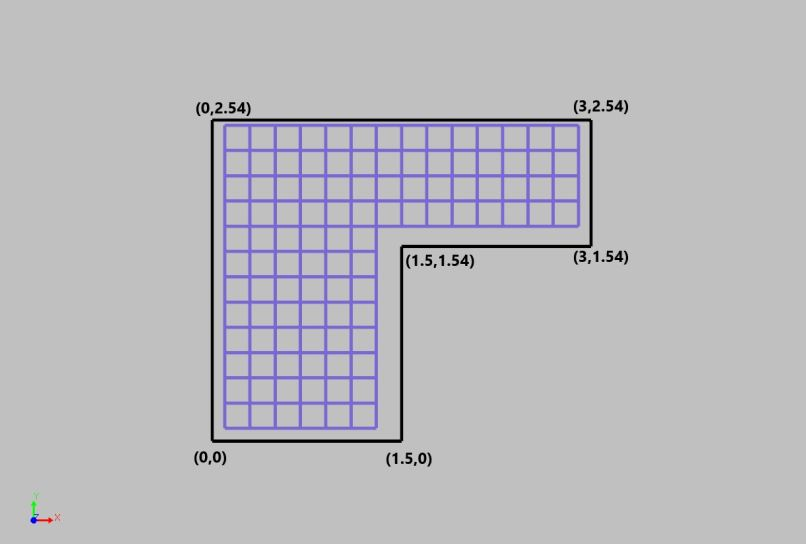 (0,2.54)
(3,2.54)
(1.5,1.54)
(3,1.54)
(0,0)
(1.5,0)
Y
Z
X